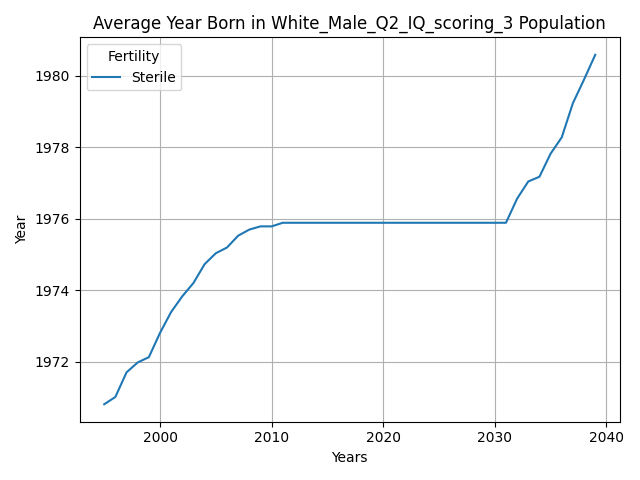 Average Year Born in White_Male_Q2_IQ_scoring_3 Population
Fertility
Sterile
1980
1978
1976
1974
1972
Year
2000 2010 2020 2030 2040
Years